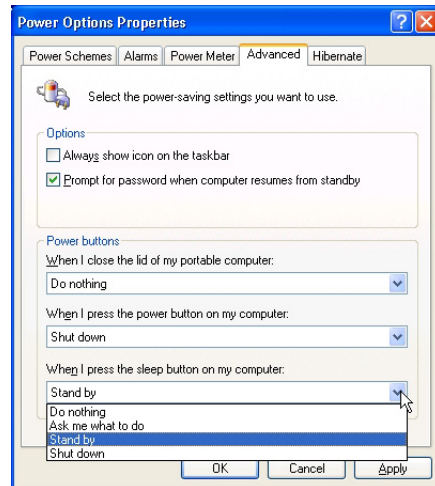 Power Options Properties
Power Schemes Alarms Power Meter Advanced Hibernate
Select the power-saving settings you want to use.
Options
Always show icon on the taskbar
Prompt for password when computer resumes from standby
Power buttons
When I close the lid of my portable computer:
Do nothing
When I press the power button on my computer:
Shut down
When I press the sleep button on my computer:
Stand by
Do nothing
Ask me what to do
Stand by
Shut down
OK Cancel Apply